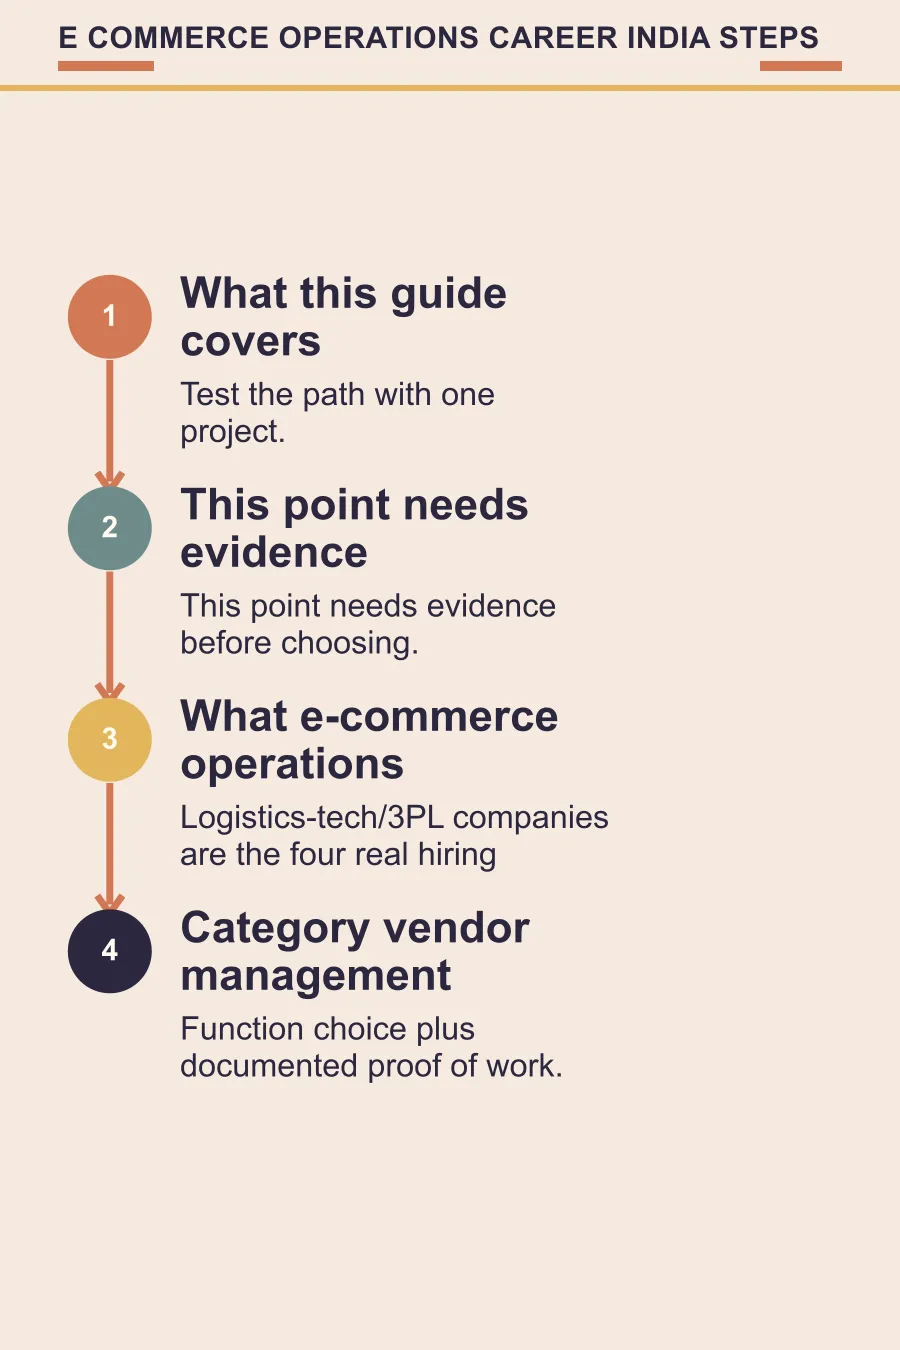 E COMMERCE OPERATIONS CAREER INDIA STEPS
1
What this guide
covers
Test the path with one
project.
2
This point needs
evidence
This point needs evidence
before choosing.
3
What e-commerce
operations
Logistics-tech/3PL companies
are the four real hiring
4
Category vendor
management
Function choice plus
documented proof of work.